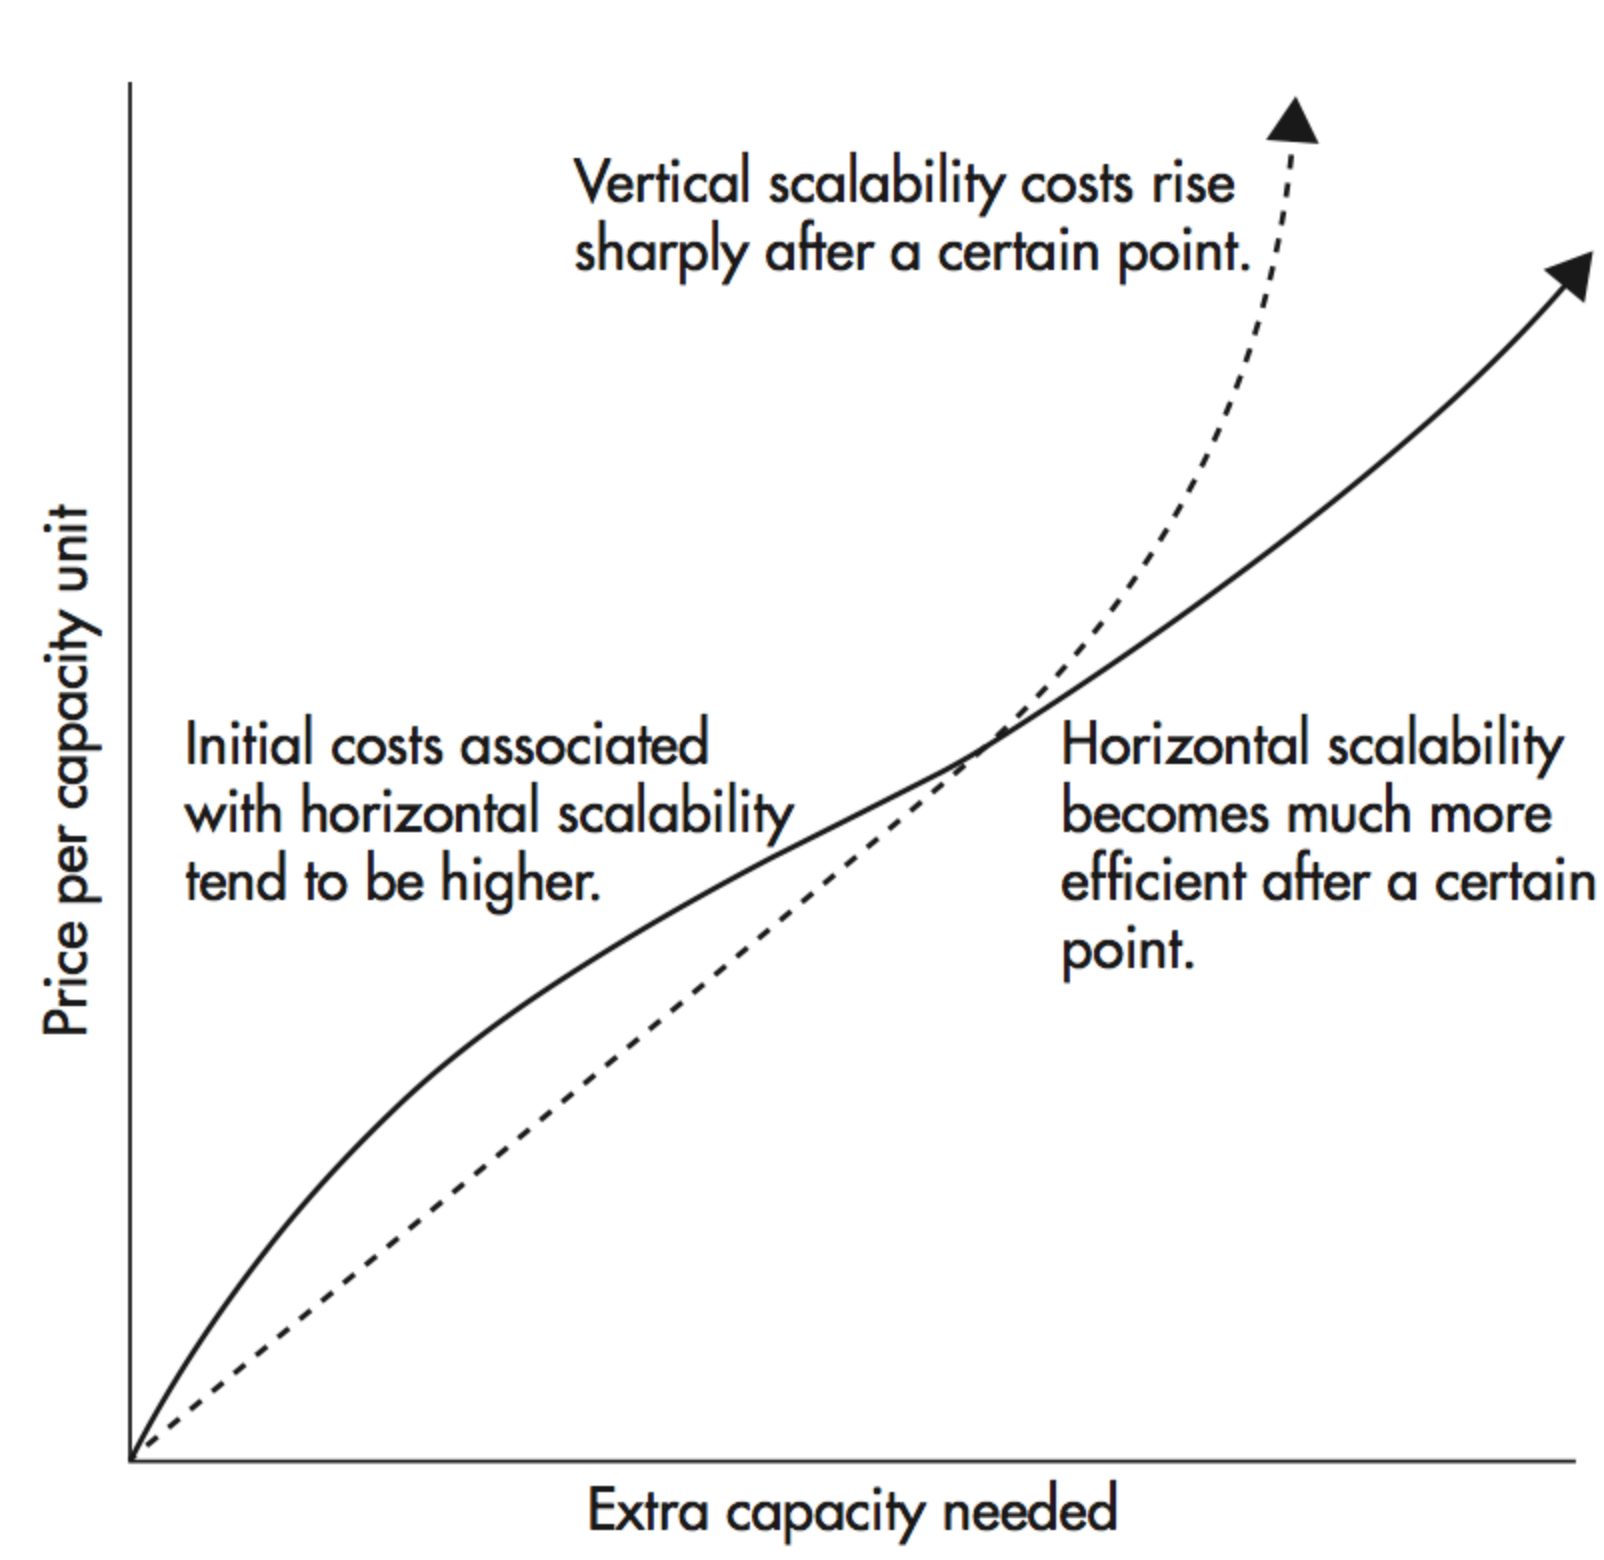 Vertical scalability costs rise
sharply after a certain point.
Price per capacity unit
Initial costs associated
with horizontal scalability
tend to be higher.
Horizontal scalability
becomes much more
efficient after a certain
point.
Extra capacity needed